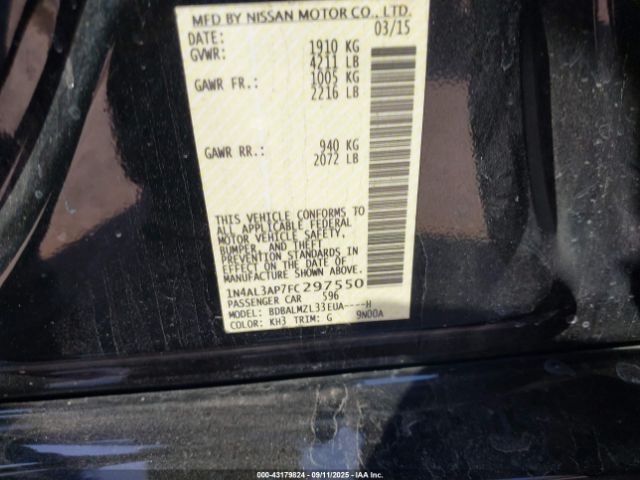 MFD BY NISSAN MOTOR CO., LTD.
DATE: 03/15
GVWR: 1910 KG
4211 LB
GAWR FR.: 1005 KG
2216 LB
GAWR RR.: 940 KG
2072 LB
THIS VEHICLE CONFORMS TO
ALL APPLICABLE FEDERAL
MOTOR VEHICLE SAFETY,
BUMPER, AND THEFT
PREVENTION STANDARDS IN
EFFECT ON THE DATE OF
MANUFACTURE SHOWN ABOVE.
1N4AL3AP7FC297550
PASSENGER CAR 596
MODEL: BDBALMZL33EUA----H
COLOR: KH3 TRIM: G 9N00A
000-43179824 - 09/11/2025 - IAA Inc.